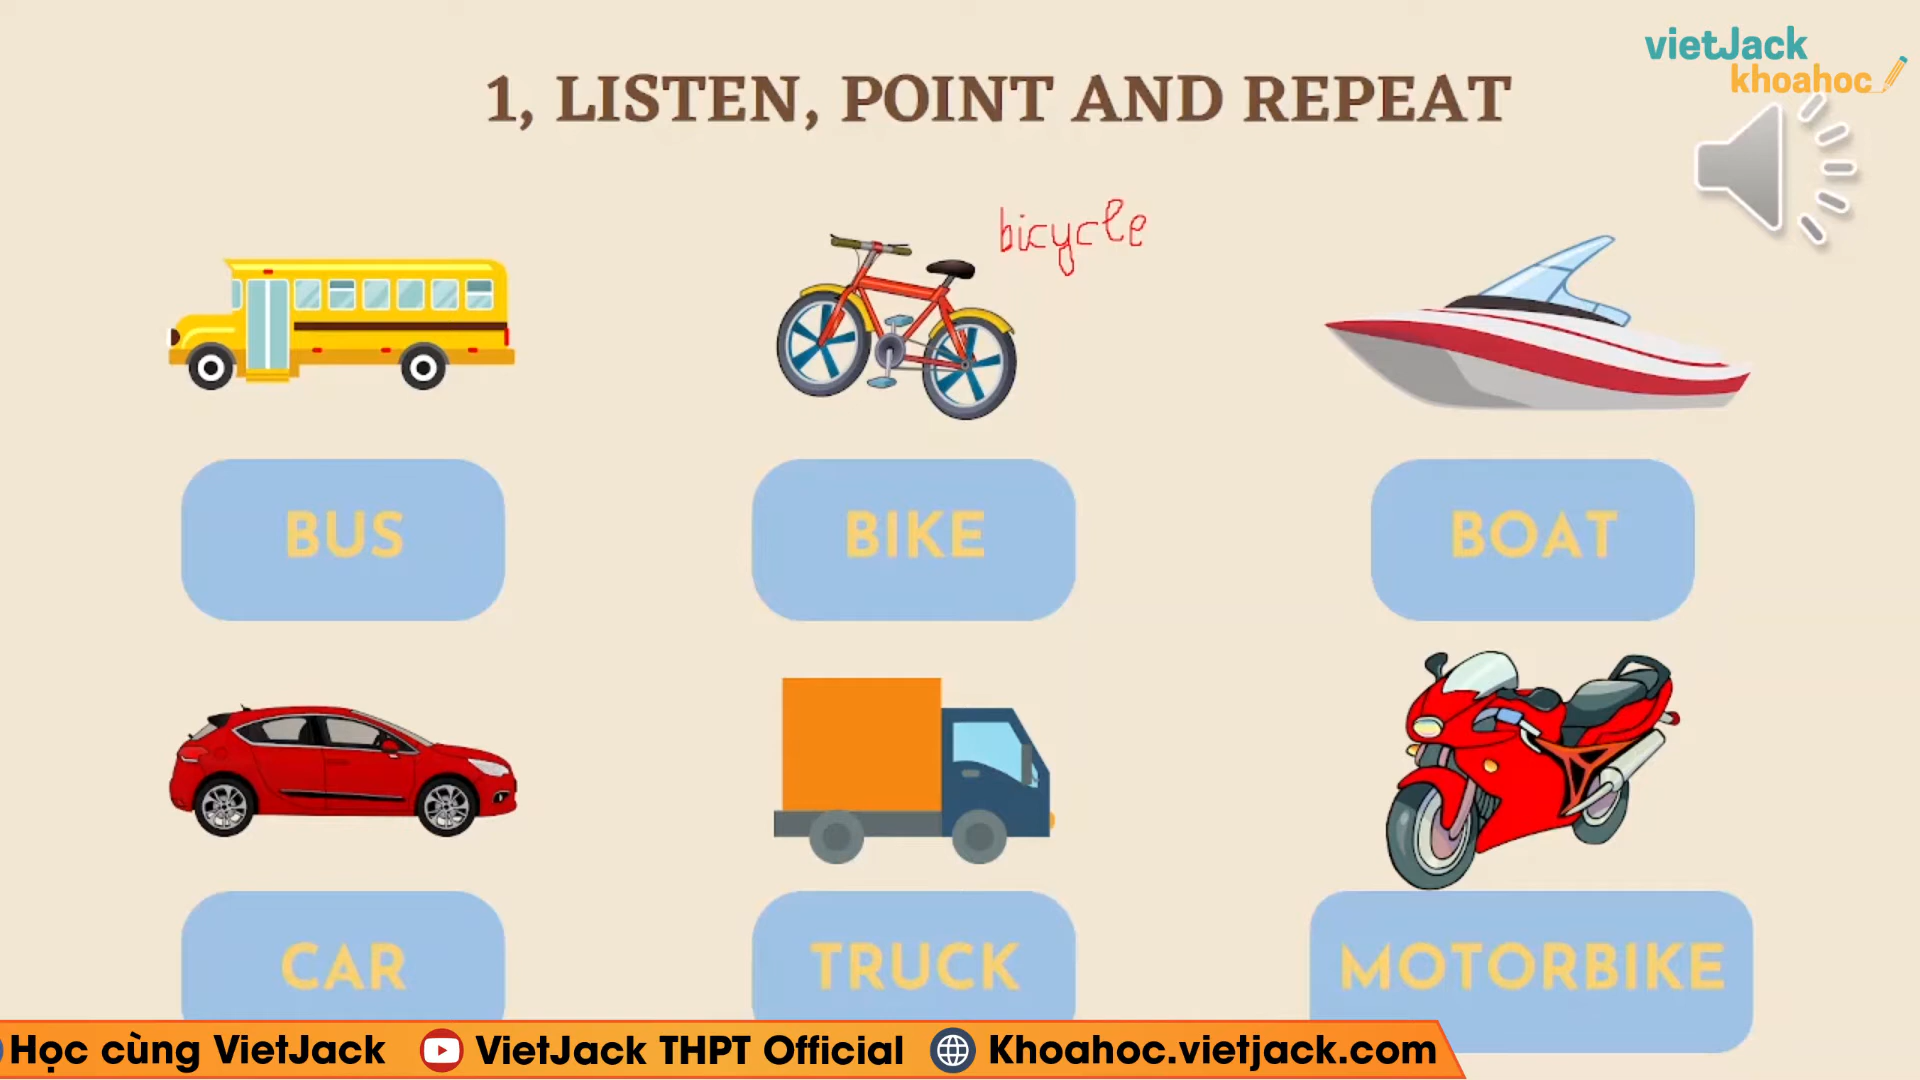 vietJack
khoahoc
1, LISTEN, POINT AND REPEAT
bicycle
BUS
BIKE
BOAT
CAR
TRUCK
MOTORBIKE
Học cùng VietJack
VietJack THPT Official
Khoahoc.vietjack.com